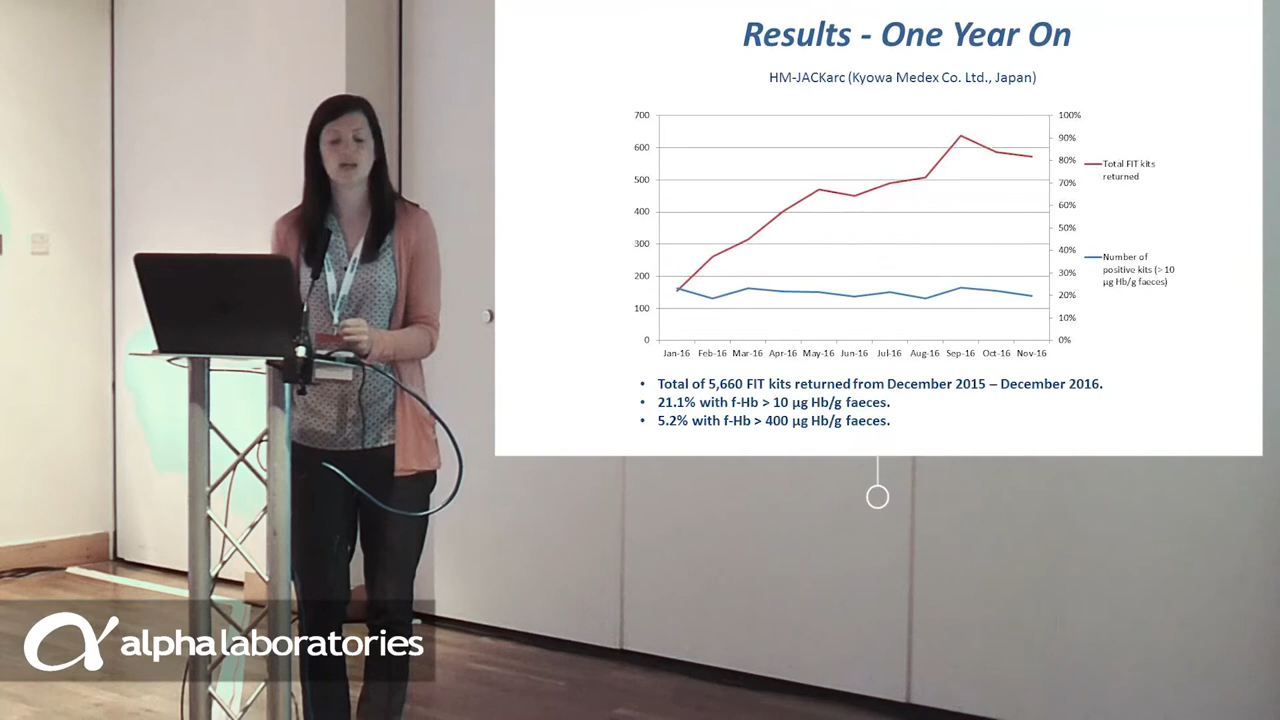 Results - One Year On
HM-JACKarc (Kyowa Medex Co. Ltd., Japan)
700
600
500
400
300
200
100
0
100%
90%
80%
70%
60%
50%
40%
30%
20%
10%
0%
Jan-16 Feb-16 Mar-16 Apr-16 May-16 Jun-16 Jul-16 Aug-16 Sep-16 Oct-16 Nov-16
Total FIT kits
returned
Number of
positive kits (> 10
µg Hb/g faeces)
• Total of 5,660 FIT kits returned from December 2015 – December 2016.
• 21.1% with f-Hb > 10 µg Hb/g faeces.
• 5.2% with f-Hb > 400 µg Hb/g faeces.
alpha laboratories